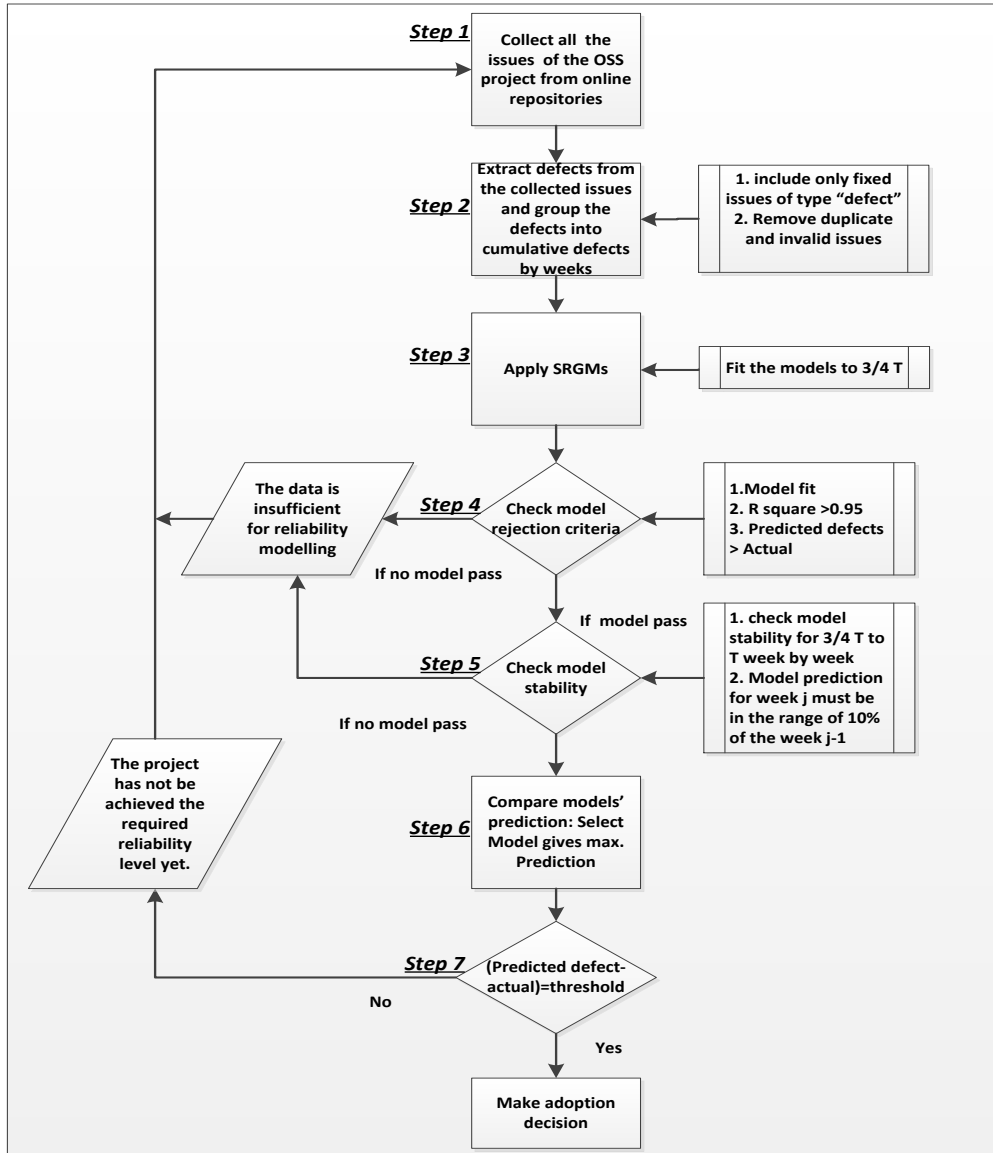 Step 1
Collect all the
issues of the OSS
project from online
repositories
Step 2
Extract defects from
the collected issues
and group the
defects into
cumulative defects
by weeks
1. include only fixed
issues of type “defect”
2. Remove duplicate
and invalid issues
Step 3
Apply SRGMs
Fit the models to 3/4 T
Step 4
Check model
rejection criteria
1.Model fit
2. R square >0.95
3. Predicted defects
> Actual
The data is
insufficient
for reliability
modelling
If no model pass
If model pass
Step 5
Check model
stability
1. check model
stability for 3/4 T to
T week by week
2. Model prediction
for week j must be
in the range of 10%
of the week j-1
If no model pass
The project
has not be
achieved the
required
reliability
level yet.
Step 6
Compare models’
prediction: Select
Model gives max.
Prediction
Step 7
(Predicted defect-
actual)=threshold
No
Yes
Make adoption
decision